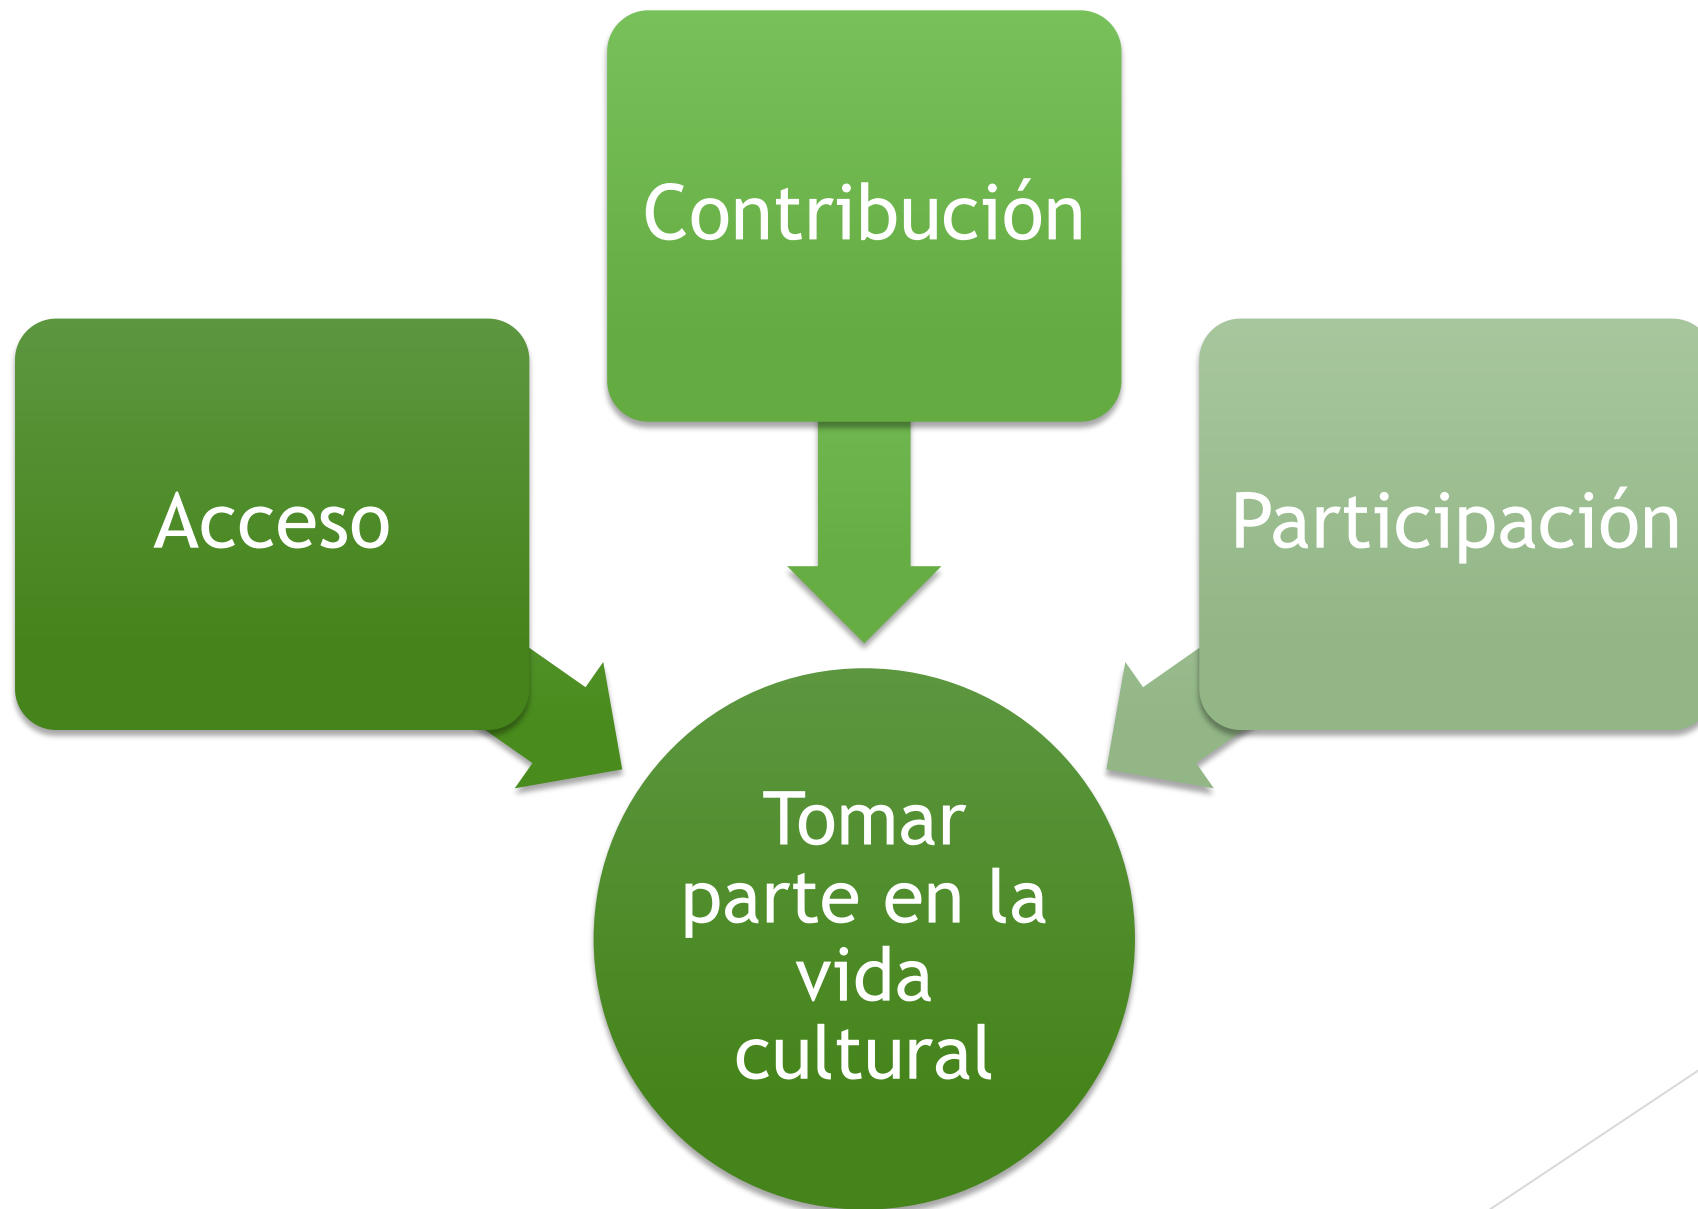 Contribución
Acceso
Participación
Tomar
parte en la
vida
cultural